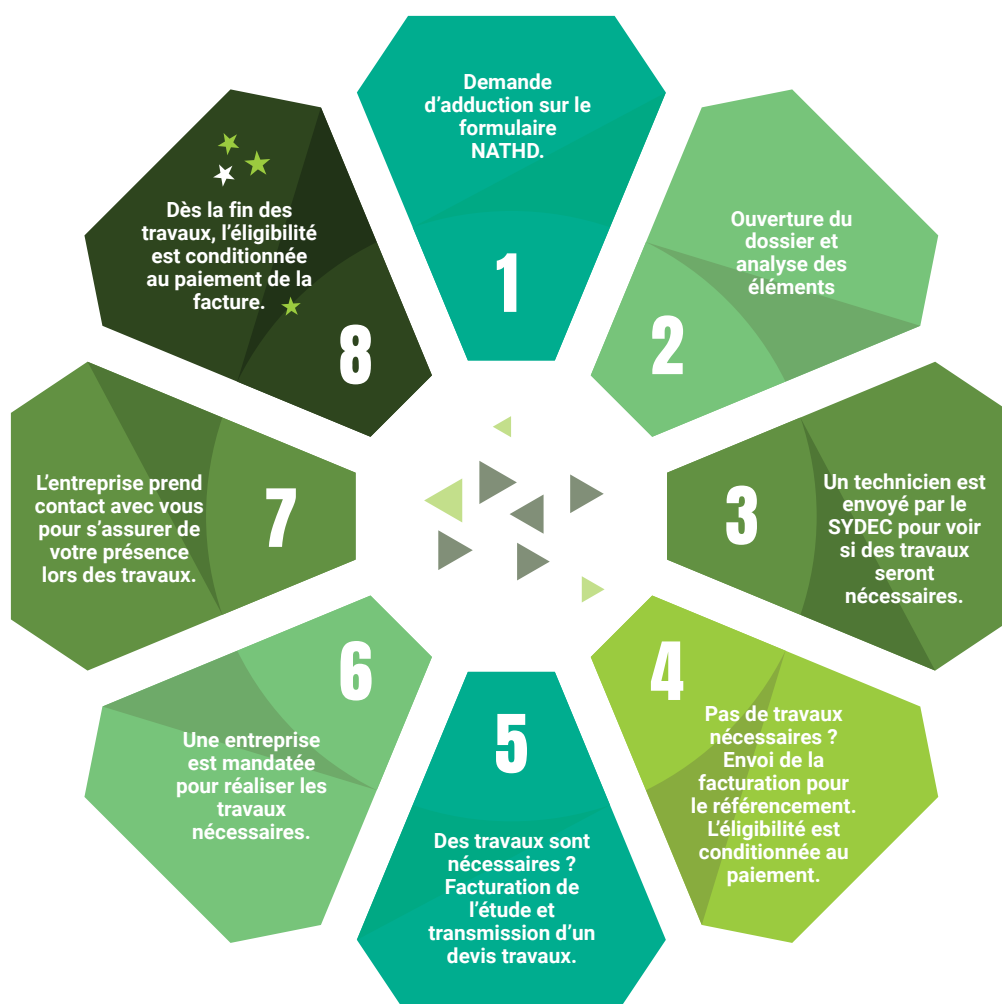 Demande
d'adduction sur le
formulaire
NATHD.
1
Ouverture du
dossier et
analyse des
éléments
2
3
Un technicien est
envoyé par le
SYDEC pour voir
si des travaux
seront
nécessaires.
4
Pas de travaux
nécessaires ?
Envoi de la
facturation pour
le référencement.
L'éligibilité est
conditionnée au
paiement.
5
Des travaux sont
nécessaires ?
Facturation de
l'étude et
transmission d'un
devis travaux.
6
Une entreprise
est mandatée
pour réaliser les
travaux
nécessaires.
7
L'entreprise prend
contact avec vous
pour s'assurer de
votre présence
lors des travaux.
Dès la fin des
travaux, l'éligibilité
est conditionnée
au paiement de la
facture.
8